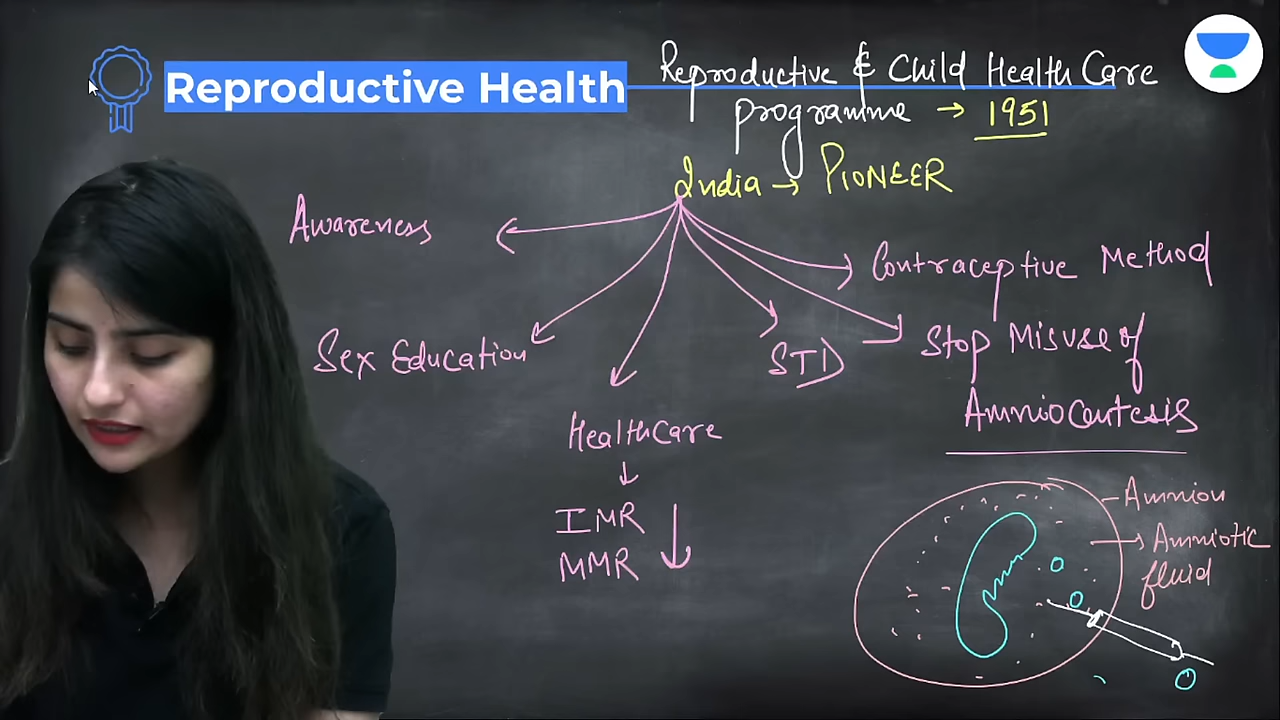 Reproductive Health
Reproductive & Child Health Care
programme → 1951
India → PIONEER
Awareness
Contraceptive Method
Sex Education
STD
Stop Misuse of
Amniocentesis
HealthCare
↓
IMR
MMR ↓
Amnion
→ Amniotic
fluid